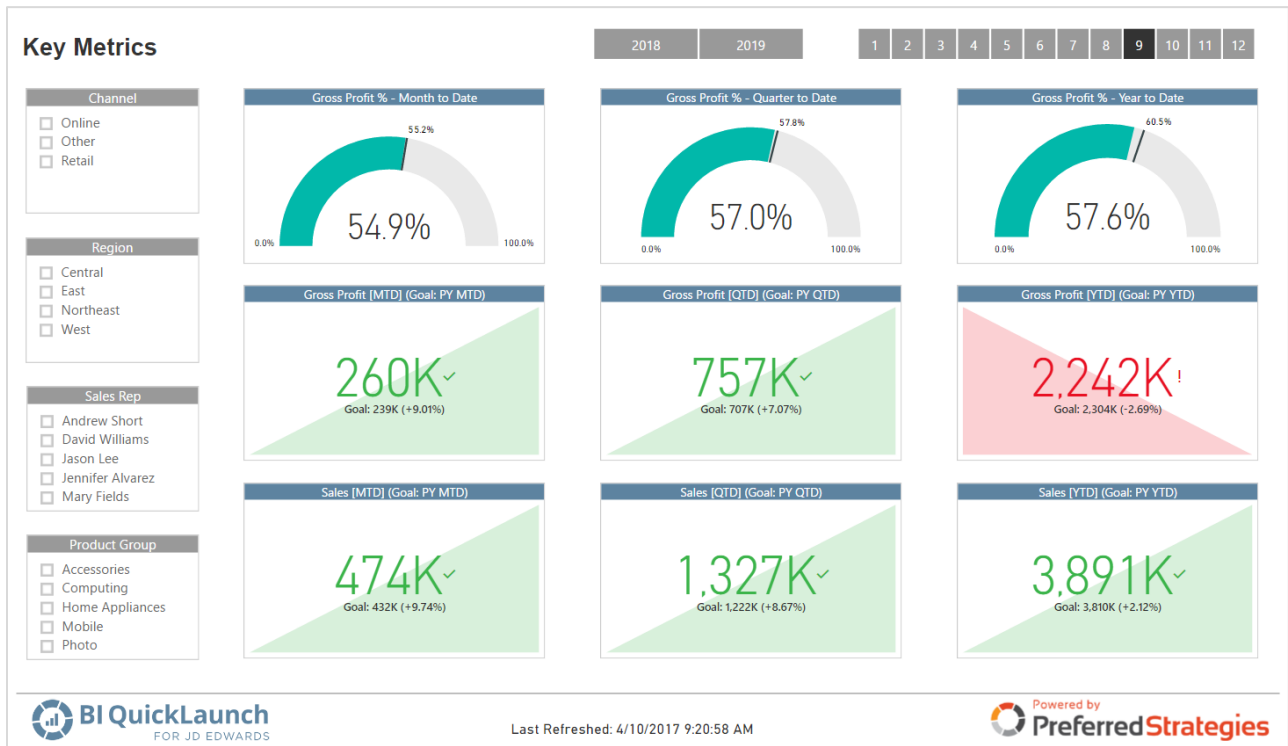 Key Metrics
2018
2019
1 2 3 4 5 6 7 8 9 10 11 12
Channel
Online
Other
Retail
Region
Central
East
Northeast
West
Sales Rep
Andrew Short
David Williams
Jason Lee
Jennifer Alvarez
Mary Fields
Product Group
Accessories
Computing
Home Appliances
Mobile
Photo
Gross Profit % - Month to Date
55.2%
54.9%
0.0%
100.0%
Gross Profit % - Quarter to Date
57.8%
57.0%
0.0%
100.0%
Gross Profit % - Year to Date
60.5%
57.6%
0.0%
100.0%
Gross Profit [MTD] (Goal: PY MTD)
260K
Goal: 239K (+9.01%)
Gross Profit [QTD] (Goal: PY QTD)
757K
Goal: 707K (+7.07%)
Gross Profit [YTD] (Goal: PY YTD)
2,242K!
Goal: 2,304K (-2.69%)
Sales [MTD] (Goal: PY MTD)
474K
Goal: 432K (+9.74%)
Sales [QTD] (Goal: PY QTD)
1,327K
Goal: 1,222K (+8.67%)
Sales [YTD] (Goal: PY YTD)
3,891K
Goal: 3,810K (+2.12%)
BI QuickLaunch
FOR JD EDWARDS
Last Refreshed: 4/10/2017 9:20:58 AM
Powered by
PreferredStrategies